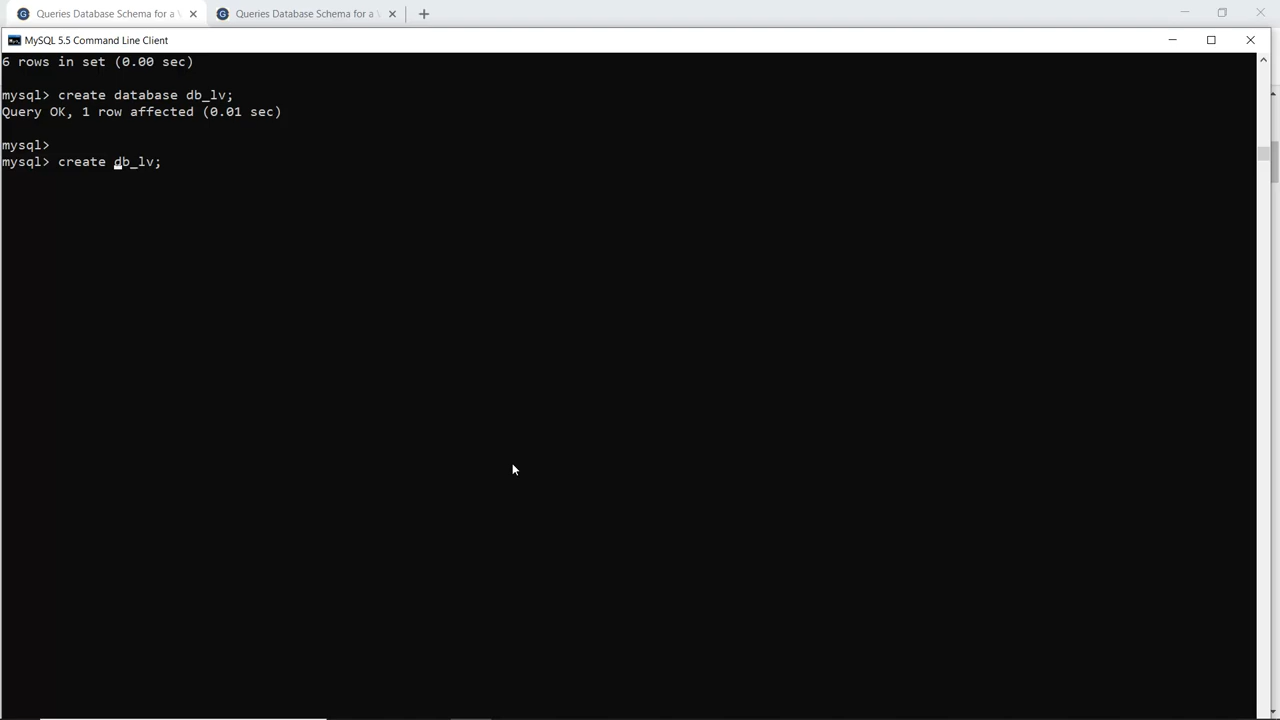 Queries Database Schema for a
Queries Database Schema for a
MySQL 5.5 Command Line Client
6 rows in set (0.00 sec)
mysql> create database db_lv;
Query OK, 1 row affected (0.01 sec)
mysql>
mysql> create db_lv;